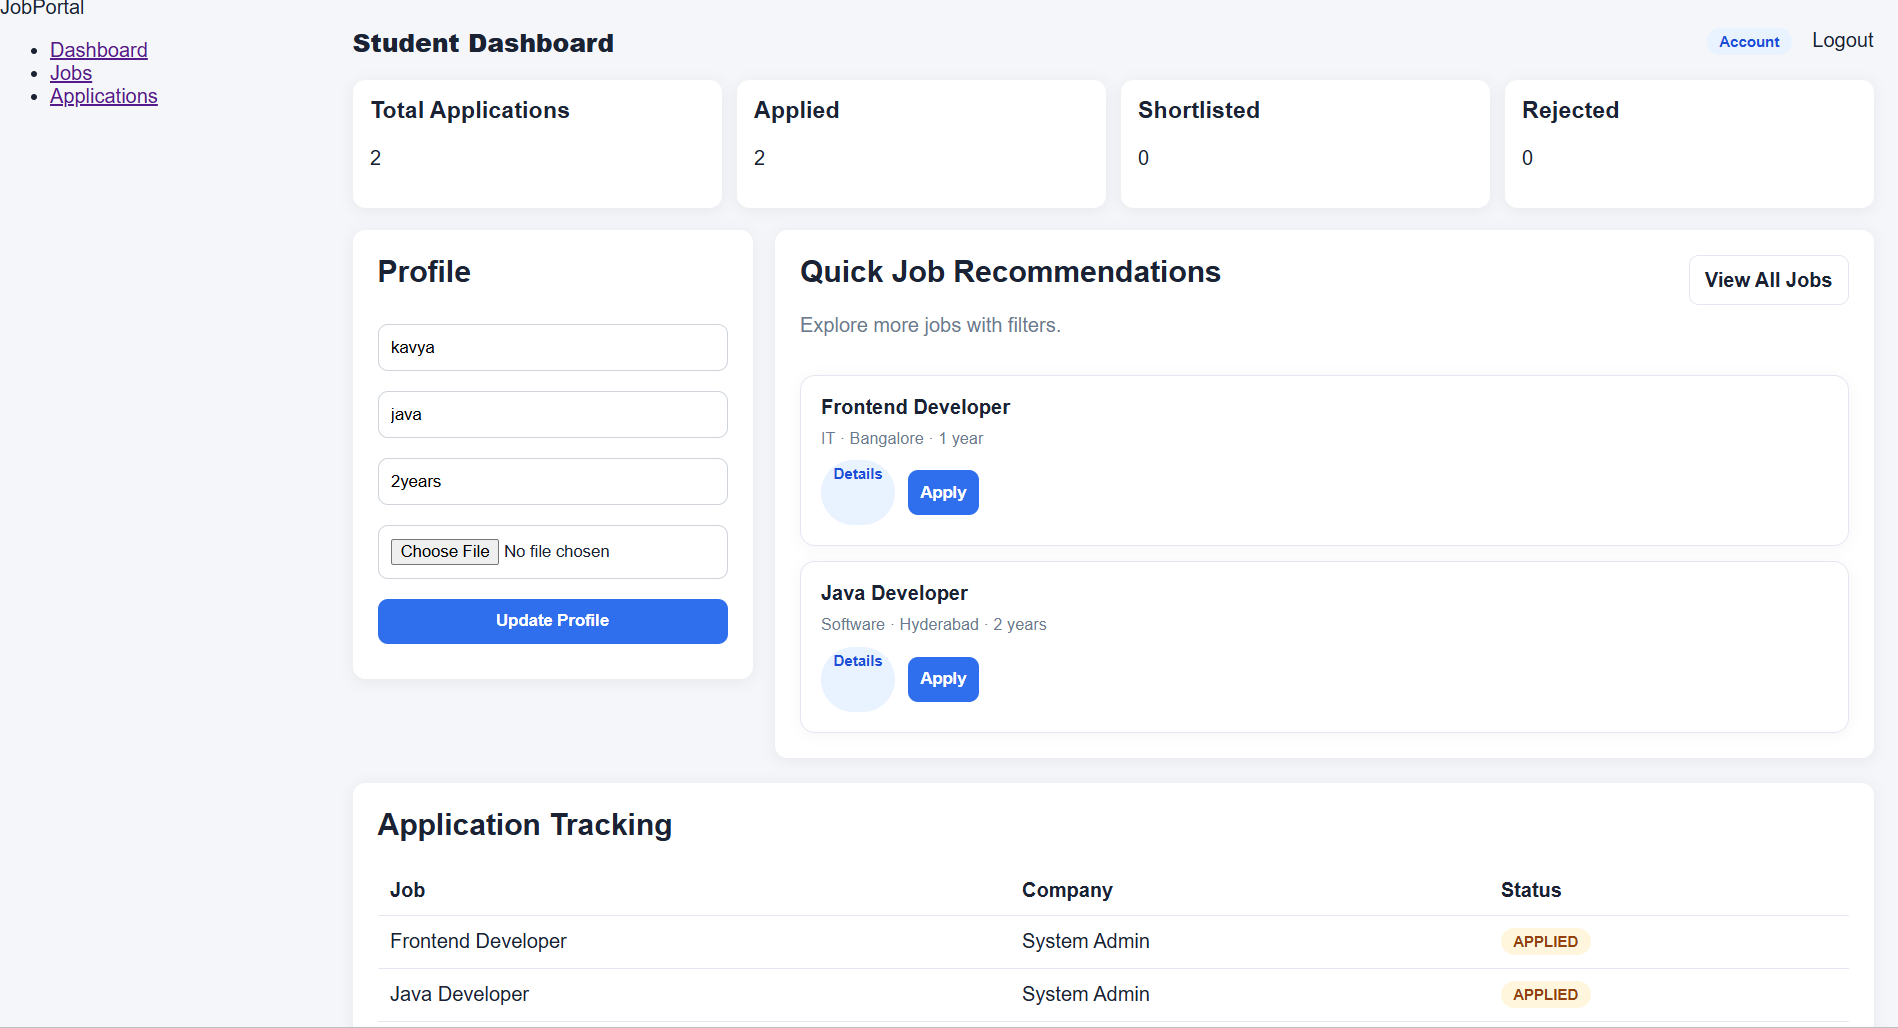 JobPortal
Dashboard
Jobs
Applications
Student Dashboard
Account
Logout
Total Applications
2
Applied
2
Shortlisted
0
Rejected
0
Profile
kavya
java
2years
Choose File No file chosen
Update Profile
Quick Job Recommendations
View All Jobs
Explore more jobs with filters.
Frontend Developer
IT · Bangalore · 1 year
Details
Apply
Java Developer
Software · Hyderabad · 2 years
Details
Apply
Application Tracking
Job Company Status
Frontend Developer System Admin APPLIED
Java Developer System Admin APPLIED